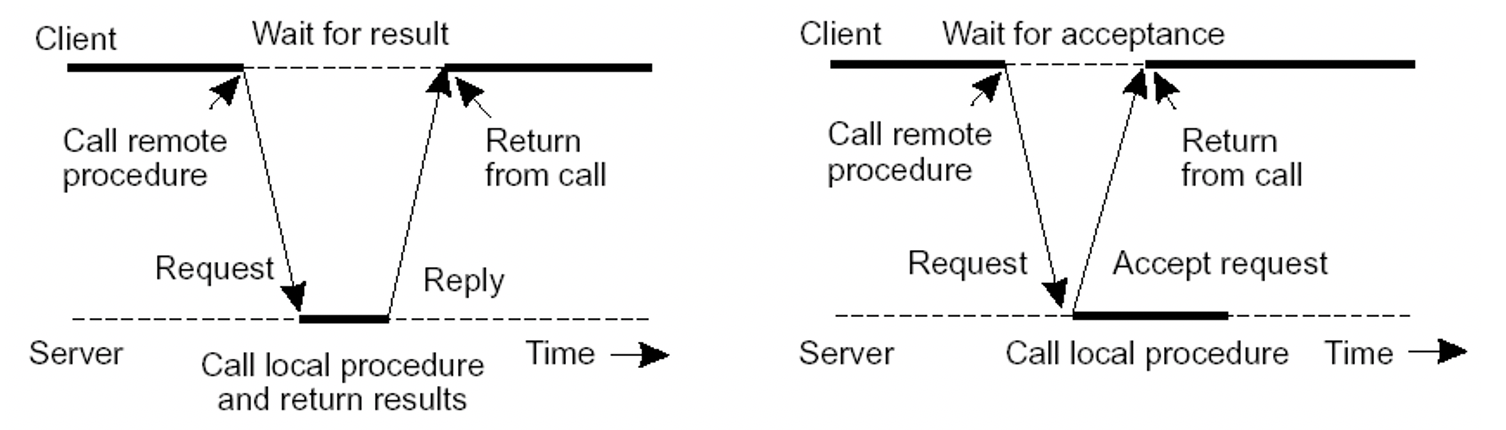 Client
Wait for result
Call remote
procedure
Return
from call
Request
Reply
Server
Call local procedure
and return results
Time
Client
Wait for acceptance
Call remote
procedure
Return
from call
Request
Accept request
Server
Call local procedure
Time